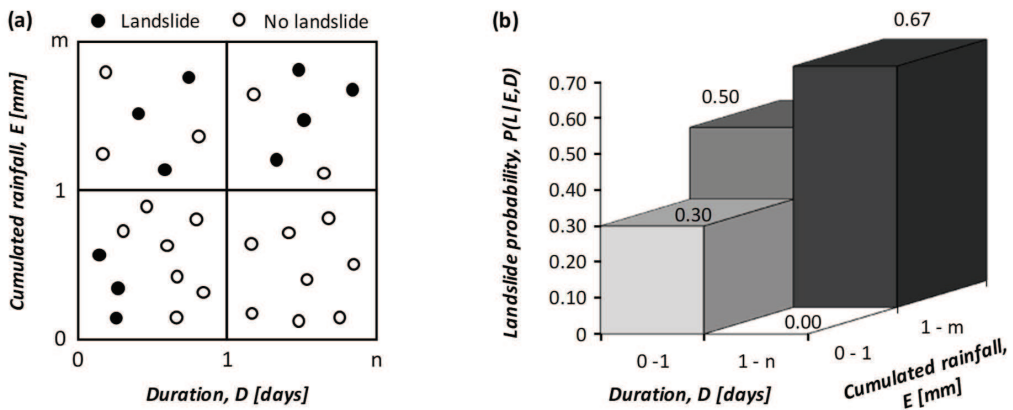 (a)
Landslide
No landslide
m
1
0
0
1
n
Cumulated rainfall, E [mm]
Duration, D [days]
(b)
0.67
0.50
0.30
0.00
0.70
0.60
0.50
0.40
0.30
0.20
0.10
0
Landslide probability, P(L|E,D)
0 -1
1 - n
0 - 1
1 - m
Duration, D [days]
Cumulated rainfall,
E [mm]